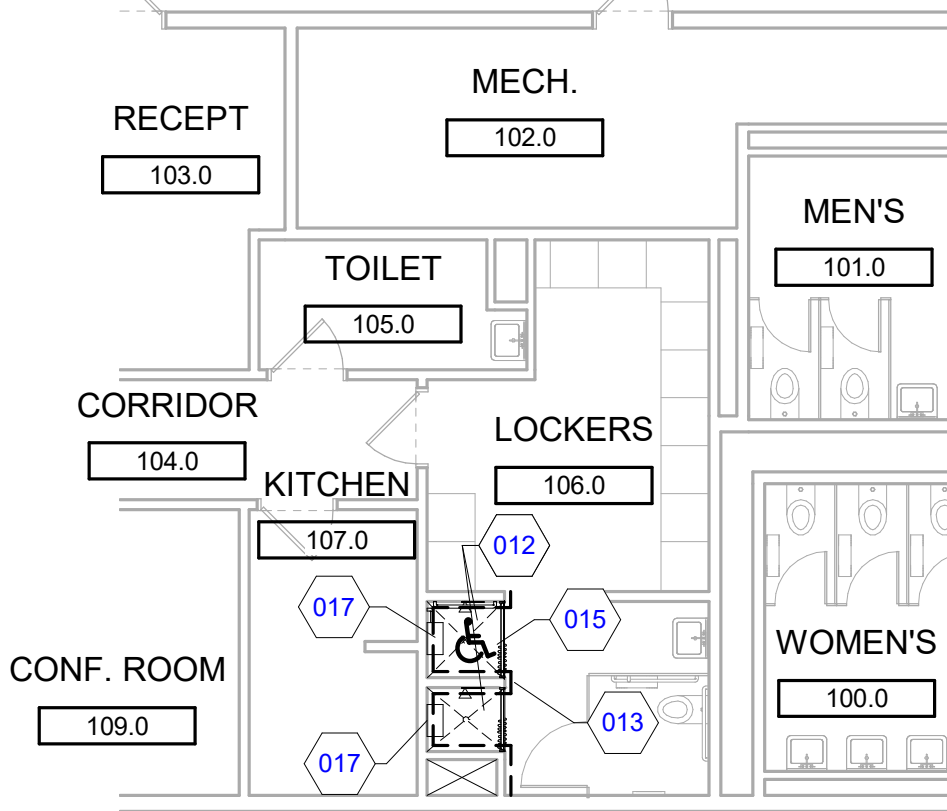 MECH.
102.0
RECEPT
103.0
MEN'S
101.0
TOILET
105.0
CORRIDOR
104.0
LOCKERS
106.0
KITCHEN
107.0
012
017
015
WOMEN'S
100.0
CONF. ROOM
109.0
013
017